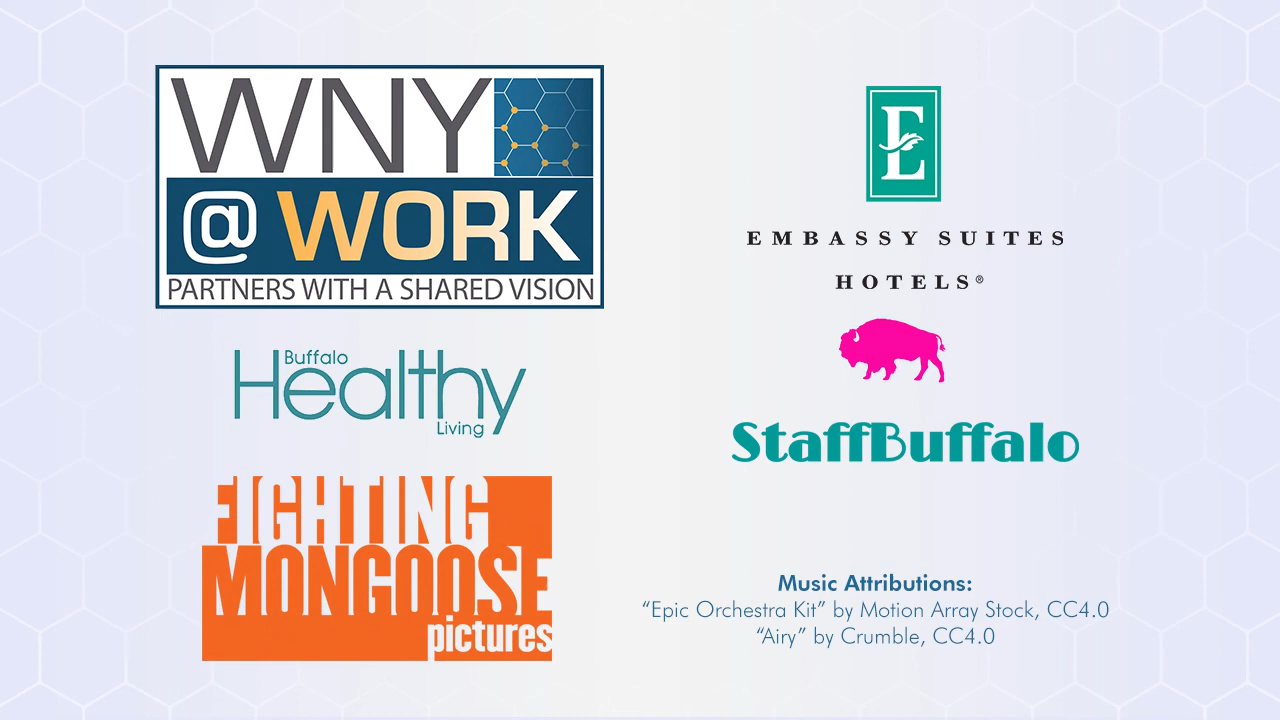 WNY
@ WORK
PARTNERS WITH A SHARED VISION
Buffalo
Healthy
Living
FIGHTING
MONGOOSE
pictures
E
EMBASSY SUITES
HOTELS®
StaffBuffalo
Music Attributions:
“Epic Orchestra Kit” by Motion Array Stock, CC4.0
“Airy” by Crumble, CC4.0